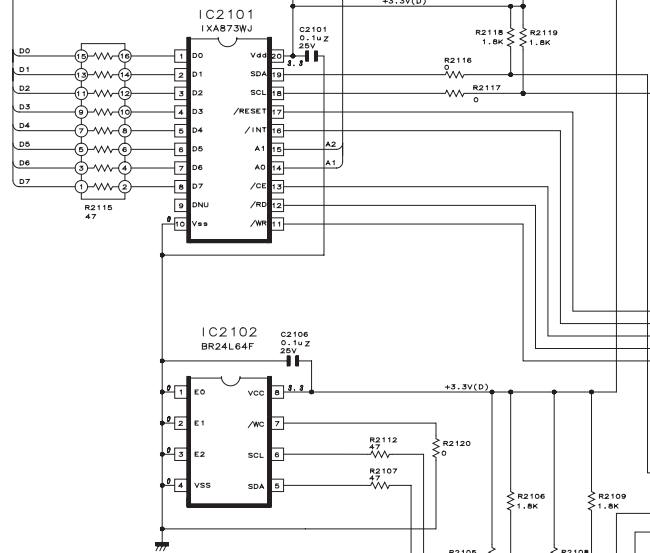 +3.3V(D)
IC2101
IXA873WJ
C2101
0.1uZ
25V
R2118
1.8K
R2119
1.8K
D0 15 16 1 D0 Vdd 20 3.3
D1 13 14 2 D1 SDA 19
R2116
0
D2 11 12 3 D2 SCL 18
R2117
0
D3 9 10 4 D3 /RESET 17
D4 7 8 5 D4 /INT 16
D5 5 6 6 D5 A1 15 A2
D6 3 4 7 D6 A0 14 A1
D7 1 2 8 D7 /CE 13
R2115
47
9 DNU /RD 12
0 10 Vss /WR 11
IC2102
BR24L64F
C2106
0.1uZ
25V
0 1 E0 VCC 8 3.3
+3.3V(D)
0 2 E1 /WC 7
0 3 E2 SCL 6
R2112
47
R2120
0
0 4 VSS SDA 5
R2107
47
R2106
1.8K
R2109
1.8K
R2105
R2108